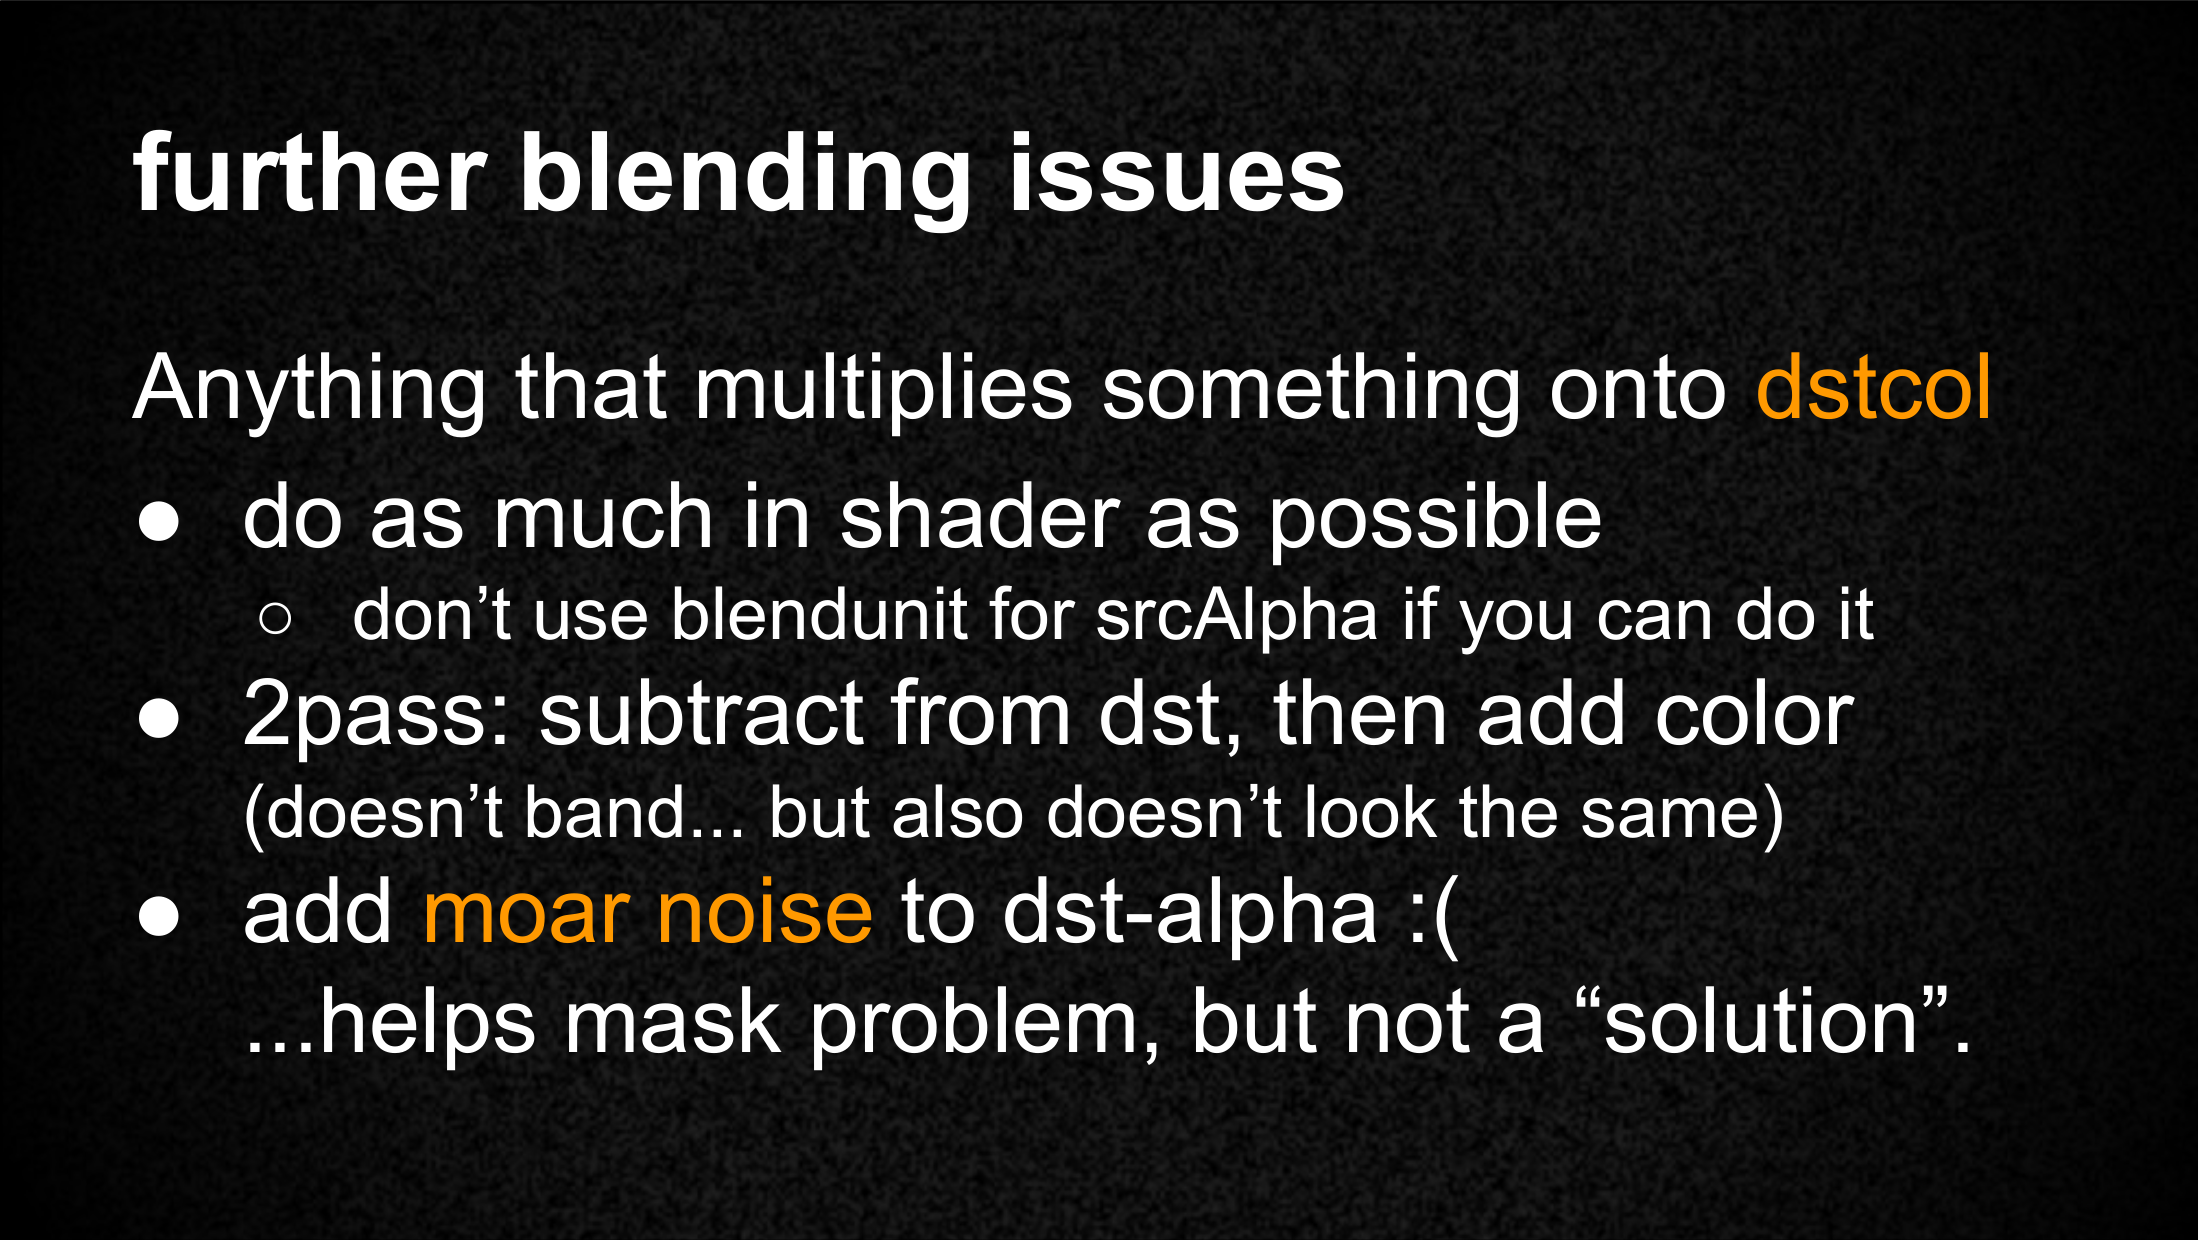 further blending issues
Anything that multiplies something onto dstcol
● do as much in shader as possible
○ don’t use blendunit for srcAlpha if you can do it
● 2pass: subtract from dst, then add color
(doesn’t band... but also doesn’t look the same)
● add moar noise to dst-alpha :(
...helps mask problem, but not a “solution”.